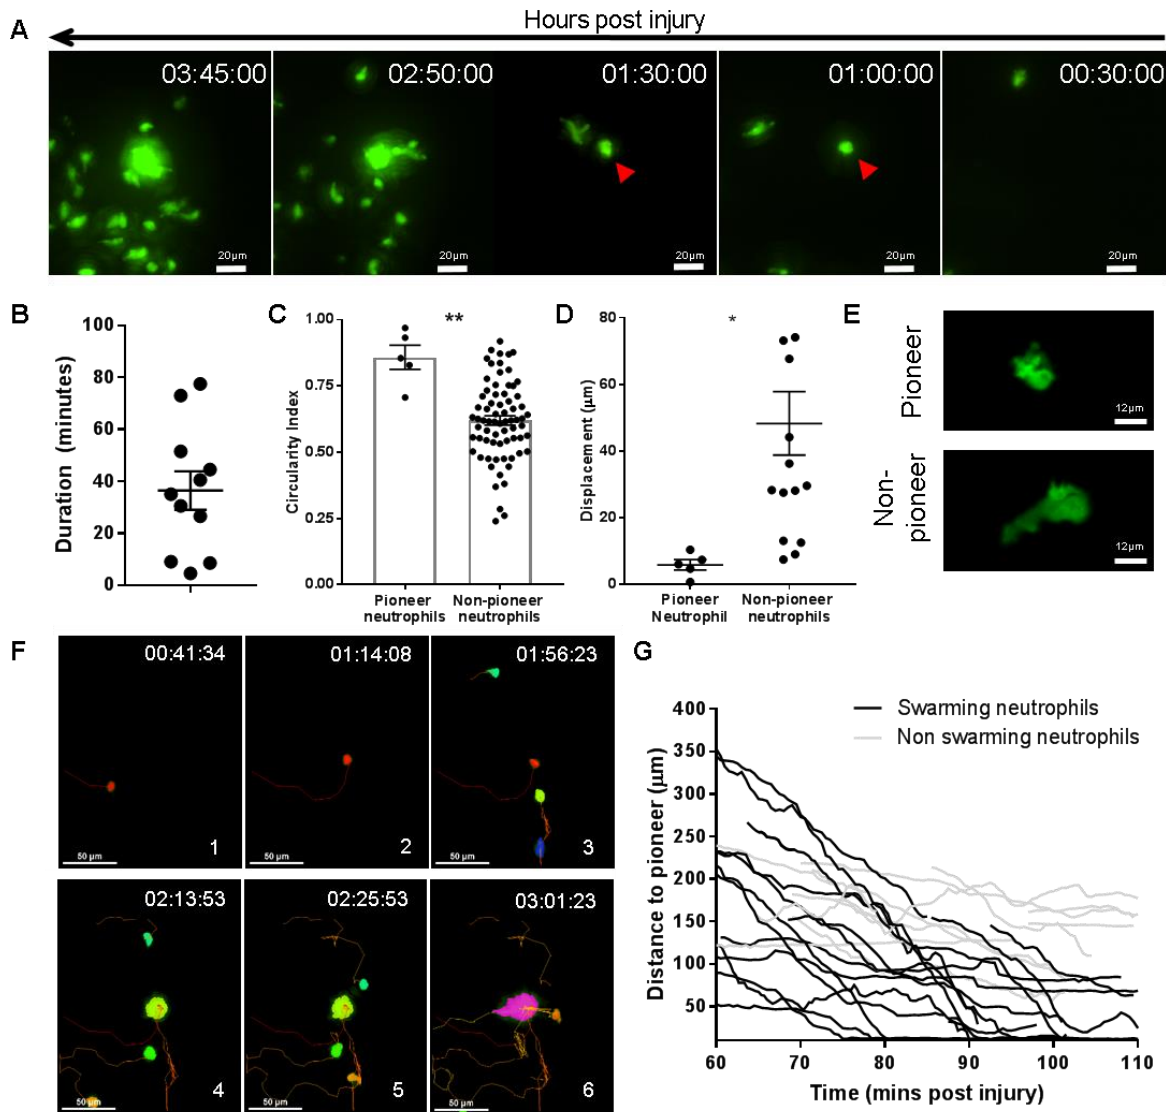 A
Hours post injury
03:45:00
02:50:00
01:30:00
01:00:00
00:30:00
20μm
20μm
20μm
20μm
20μm
B
Duration (minutes)
100
80
60
40
20
0
C
Circularity Index
1.00
0.75
0.50
0.25
0.00
**
Pioneer
neutrophils
Non-pioneer
neutrophils
D
Displacement (μm)
80
60
40
20
0
*
Pioneer
Neutrophil
Non-pioneer
neutrophils
E
Pioneer
12μm
Non-
pioneer
12μm
F
00:41:34
50 μm
1
01:14:08
50 μm
2
01:56:23
50 μm
3
02:13:53
50 μm
4
02:25:53
50 μm
5
03:01:23
50 μm
6
G
Swarming neutrophils
Non swarming neutrophils
Distance to pioneer (μm)
400
350
300
250
200
150
100
50
60
70
80
90
100
110
Time (mins post injury)